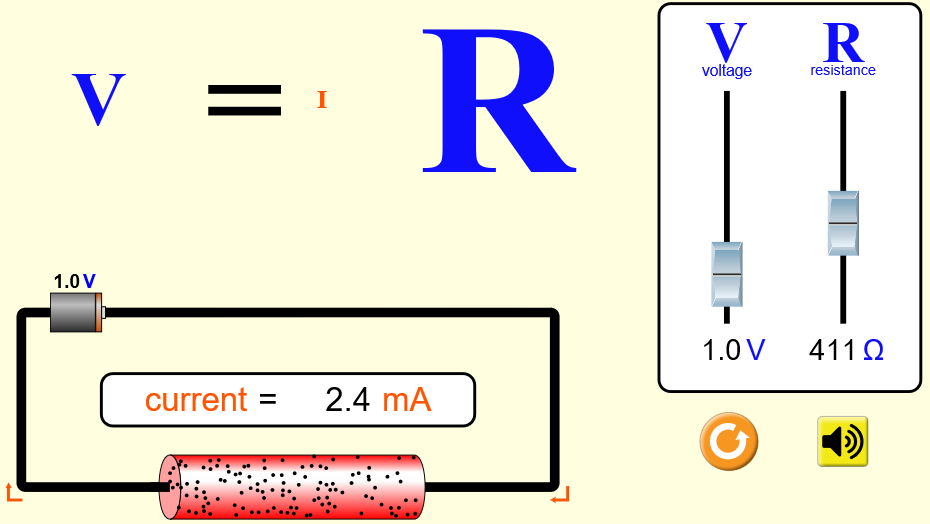 V = I R
V R
voltage resistance
1.0 V 411 Ω
1.0 V
current = 2.4 mA